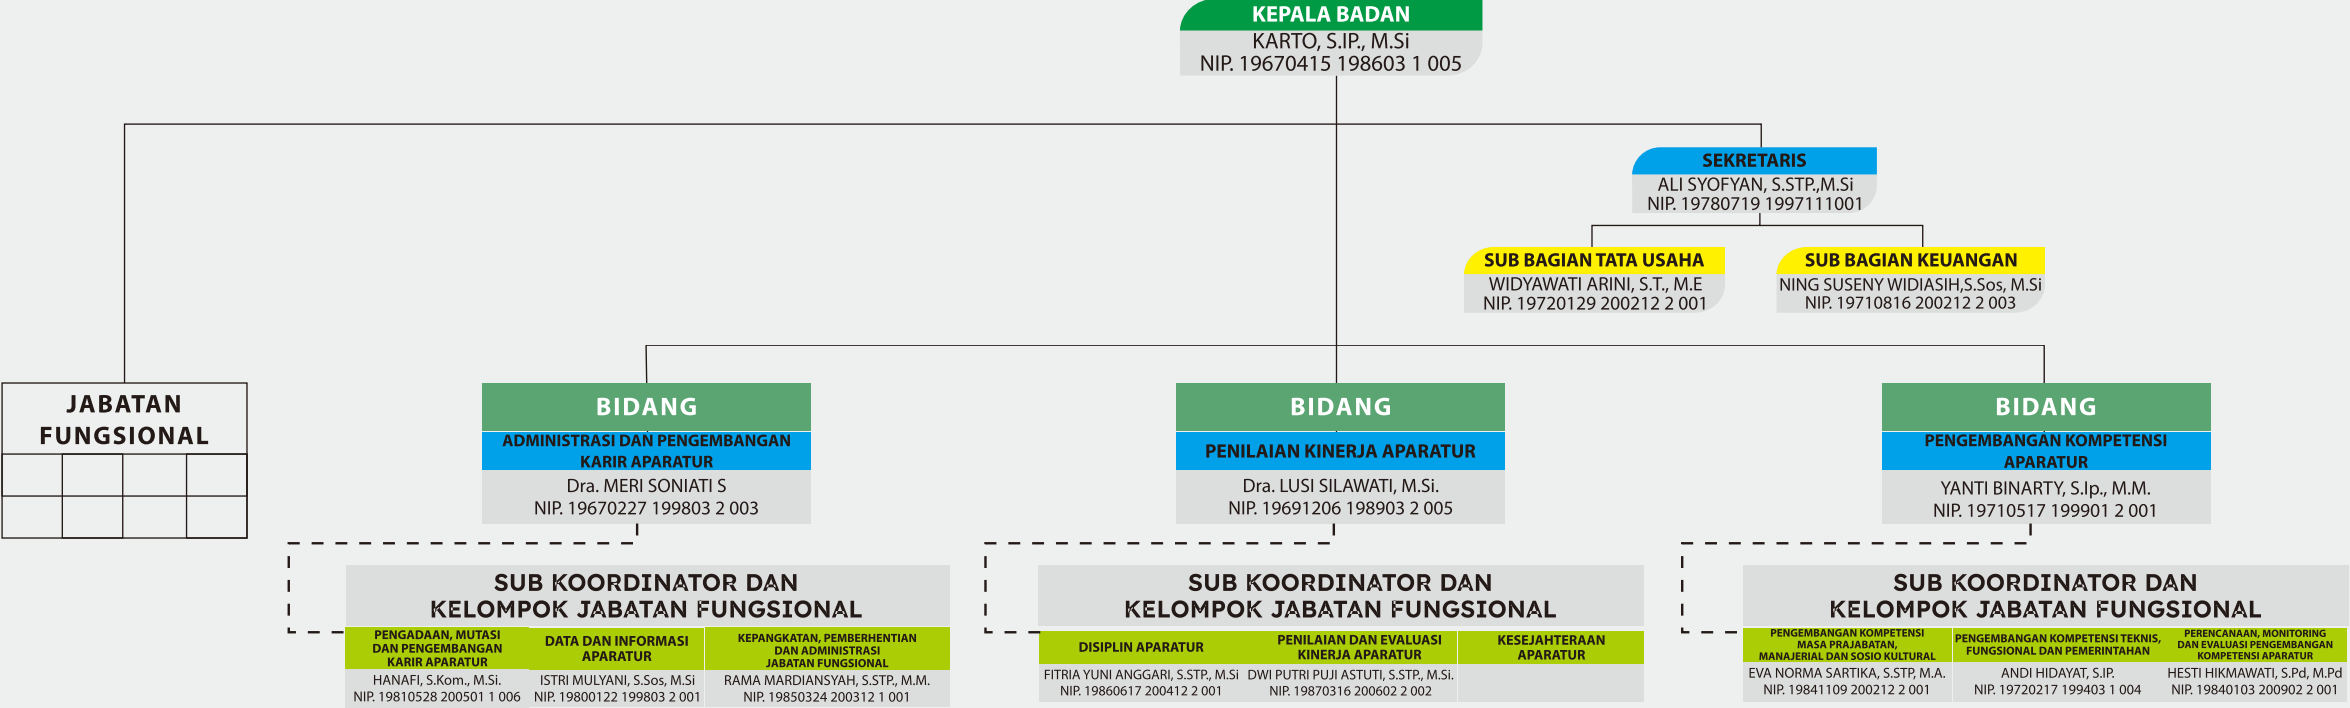 KEPALA BADAN
KARTO, S.IP., M.Si
NIP. 19670415 198603 1 005
SEKRETARIS
ALI SYOFYAN, S.STP.,M.Si
NIP. 19780719 1997111001
SUB BAGIAN TATA USAHA
WIDYAWATI ARINI, S.T., M.E
NIP. 19720129 200212 2 001
SUB BAGIAN KEUANGAN
NING SUSENY WIDIASIH,S.Sos, M.Si
NIP. 19710816 200212 2 003
JABATAN
FUNGSIONAL
BIDANG
ADMINISTRASI DAN PENGEMBANGAN
KARIR APARATUR
Dra. MERI SONIATI S
NIP. 19670227 199803 2 003
BIDANG
PENILAIAN KINERJA APARATUR
Dra. LUSI SILAWATI, M.Si.
NIP. 19691206 198903 2 005
BIDANG
PENGEMBANGAN KOMPETENSI
APARATUR
YANTI BINARTY, S.Ip., M.M.
NIP. 19710517 199901 2 001
SUB KOORDINATOR DAN
KELOMPOK JABATAN FUNGSIONAL
PENGADAAN, MUTASI
DAN PENGEMBANGAN
KARIR APARATUR
HANAFI, S.Kom., M.Si.
NIP. 19810528 200501 1 006
DATA DAN INFORMASI
APARATUR
ISTRI MULYANI, S.Sos, M.Si
NIP. 19800122 199803 2 001
KEPANGKATAN, PEMBERHENTIAN
DAN ADMINISTRASI
JABATAN FUNGSIONAL
RAMA MARDIANSYAH, S.STP., M.M.
NIP. 19850324 200312 1 001
SUB KOORDINATOR DAN
KELOMPOK JABATAN FUNGSIONAL
DISIPLIN APARATUR
FITRIA YUNI ANGGARI, S.STP., M.Si
NIP. 19860617 200412 2 001
PENILAIAN DAN EVALUASI
KINERJA APARATUR
DWI PUTRI PUJI ASTUTI, S.STP., M.Si.
NIP. 19870316 200602 2 002
KESEJAHTERAAN
APARATUR
SUB KOORDINATOR DAN
KELOMPOK JABATAN FUNGSIONAL
PENGEMBANGAN KOMPETENSI
MASA PRAJABATAN,
MANAJERIAL DAN SOSIO KULTURAL
EVA NORMA SARTIKA, S.STP, M.A.
NIP. 19841109 200212 2 001
PENGEMBANGAN KOMPETENSI TEKNIS,
FUNGSIONAL DAN PEMERINTAHAN
ANDI HIDAYAT, S.IP.
NIP. 19720217 199403 1 004
PERENCANAAN, MONITORING
DAN EVALUASI PENGEMBANGAN
KOMPETENSI APARATUR
HESTI HIKMAWATI, S.Pd, M.Pd
NIP. 19840103 200902 2 001